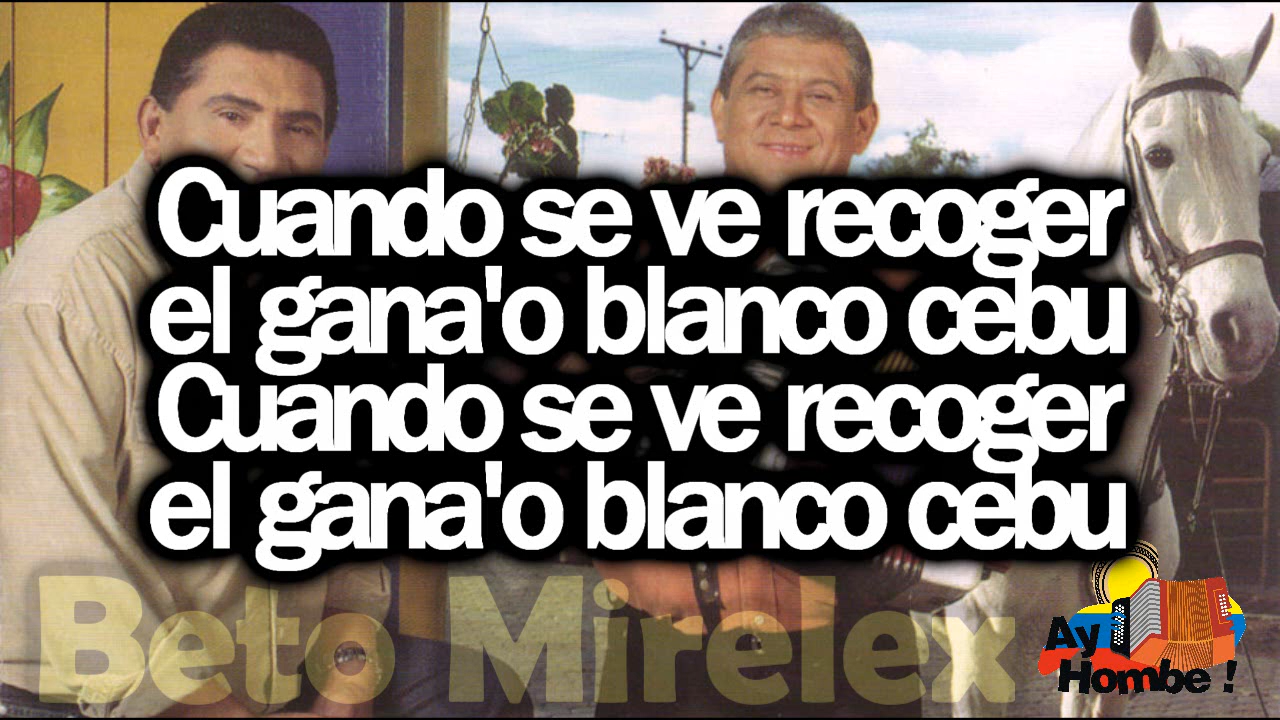 Cuando se ve recoger
el gana'o blanco cebu
Cuando se ve recoger
el gana'o blanco cebu
Beto Mirelex
Ay
Hombe !